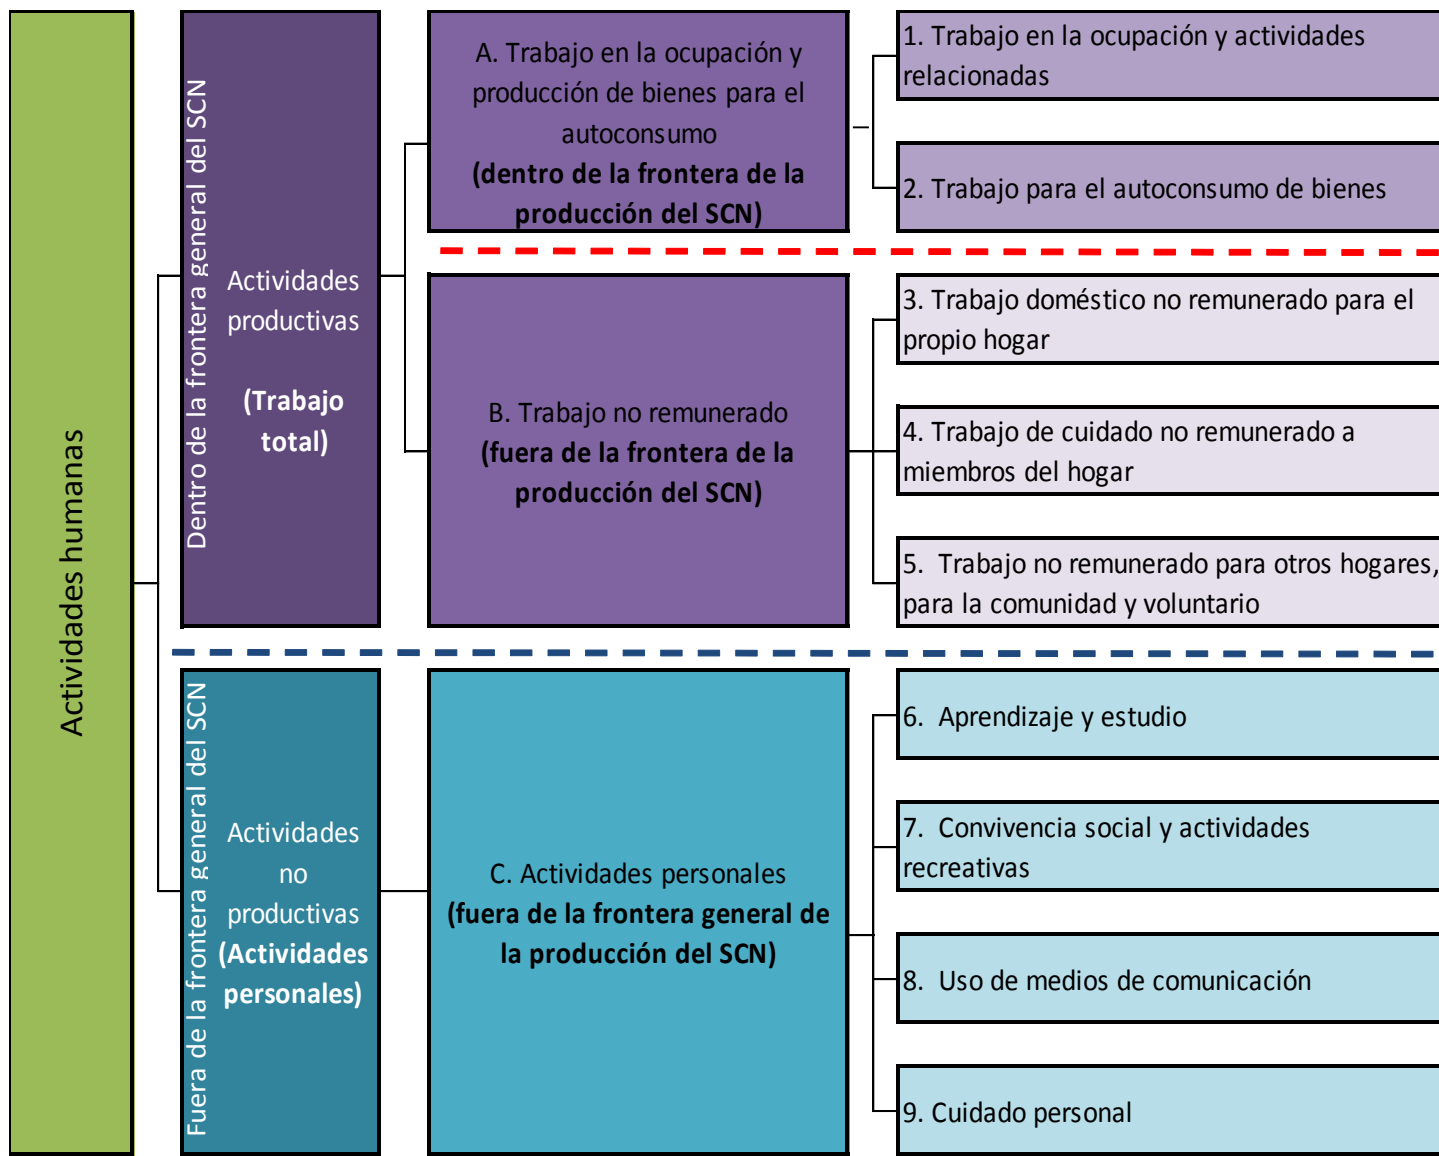 Actividades humanas
Dentro de la frontera general del SCN
Actividades
productivas
(Trabajo
total)
A. Trabajo en la ocupación y
producción de bienes para el
autoconsumo
(dentro de la frontera de la
producción del SCN)
1. Trabajo en la ocupación y actividades
relacionadas
2. Trabajo para el autoconsumo de bienes
B. Trabajo no remunerado
(fuera de la frontera de la
producción del SCN)
3. Trabajo doméstico no remunerado para el
propio hogar
4. Trabajo de cuidado no remunerado a
miembros del hogar
5. Trabajo no remunerado para otros hogares,
para la comunidad y voluntario
Fuera de la frontera general del SCN
Actividades
no
productivas
(Actividades
personales)
C. Actividades personales
(fuera de la frontera general de
la producción del SCN)
6. Aprendizaje y estudio
7. Convivencia social y actividades
recreativas
8. Uso de medios de comunicación
9. Cuidado personal